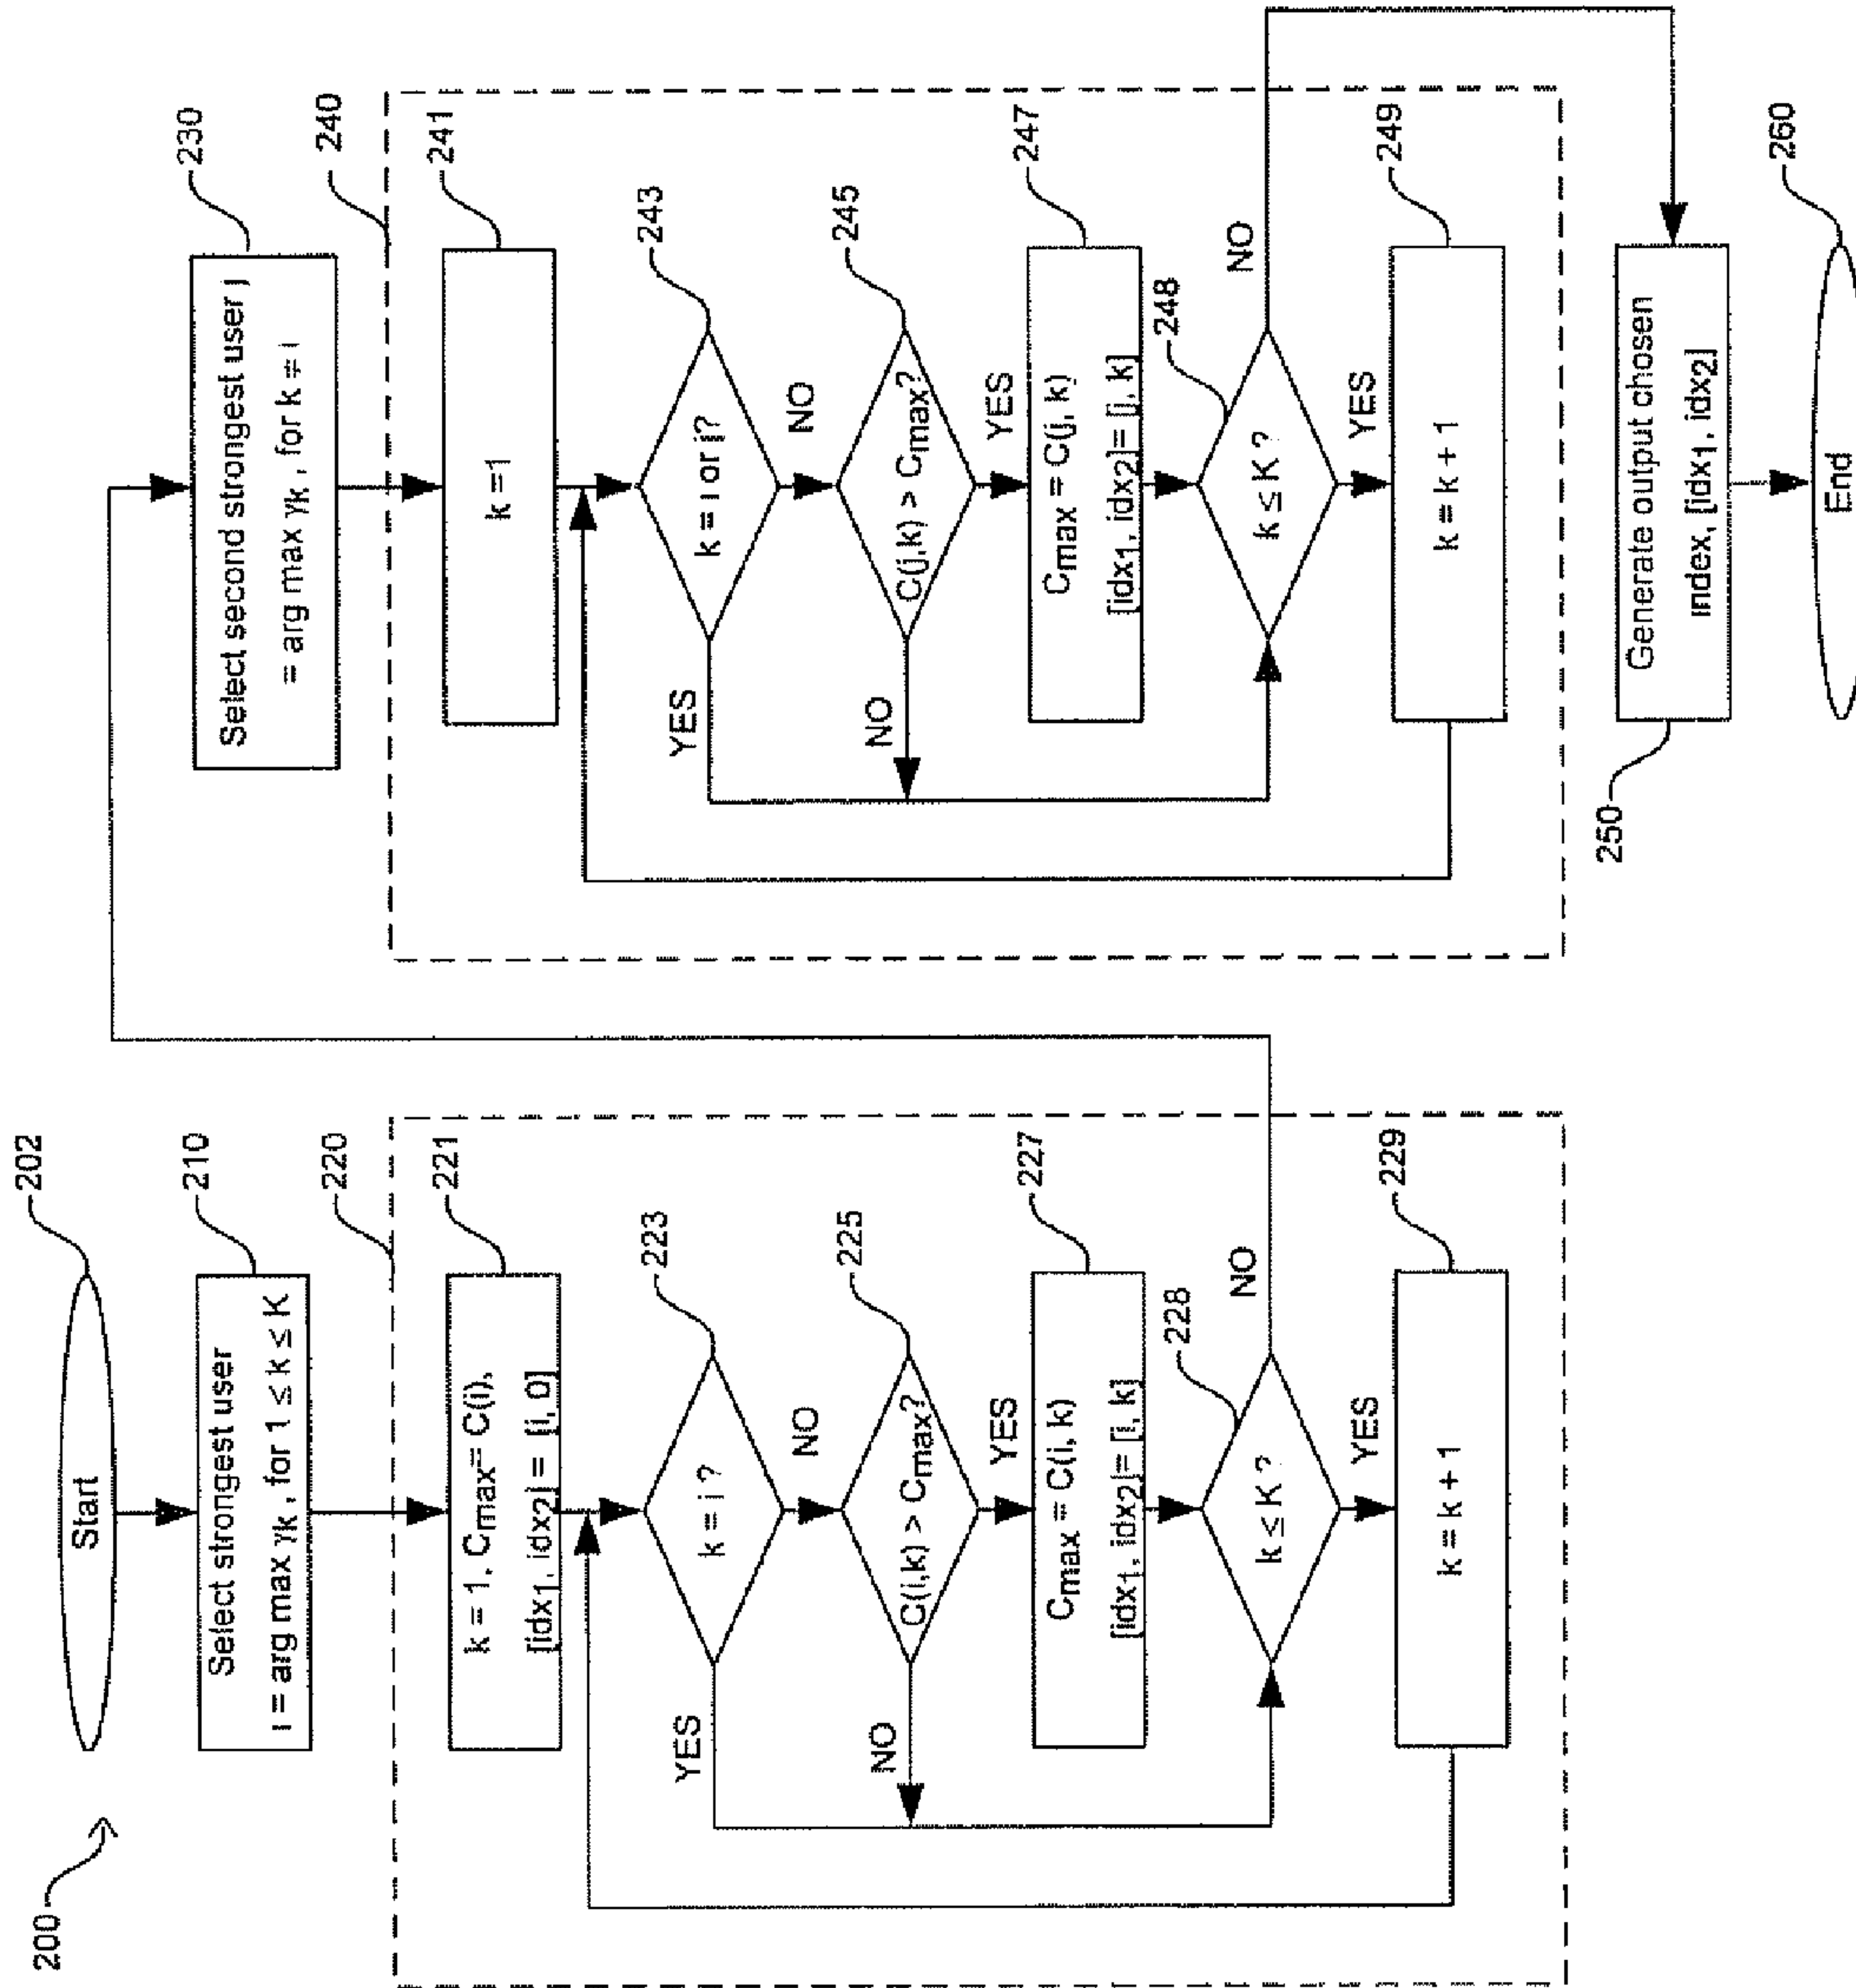 200
Start
202
Select strongest user
i = arg max γk, for 1 ≤ k ≤ K
210
220
k = 1, Cmax = C(i),
[idx1, idx2] = [i, 0]
221
k = i ?
223
YES
NO
C(i,k) > Cmax?
225
NO
YES
Cmax = C(i, k)
[idx1, idx2] = [i, k]
227
k ≤ K ?
228
NO
YES
k = k + 1
229
Select second strongest user j
= arg max γk, for k ≠ i
230
240
k = 1
241
k = i or j?
243
YES
NO
C(j,k) > Cmax?
245
NO
YES
Cmax = C(j, k)
[idx1, idx2] = [j, k]
247
k ≤ K ?
248
NO
YES
k = k + 1
249
Generate output chosen
index, [idx1, idx2]
250
End
260